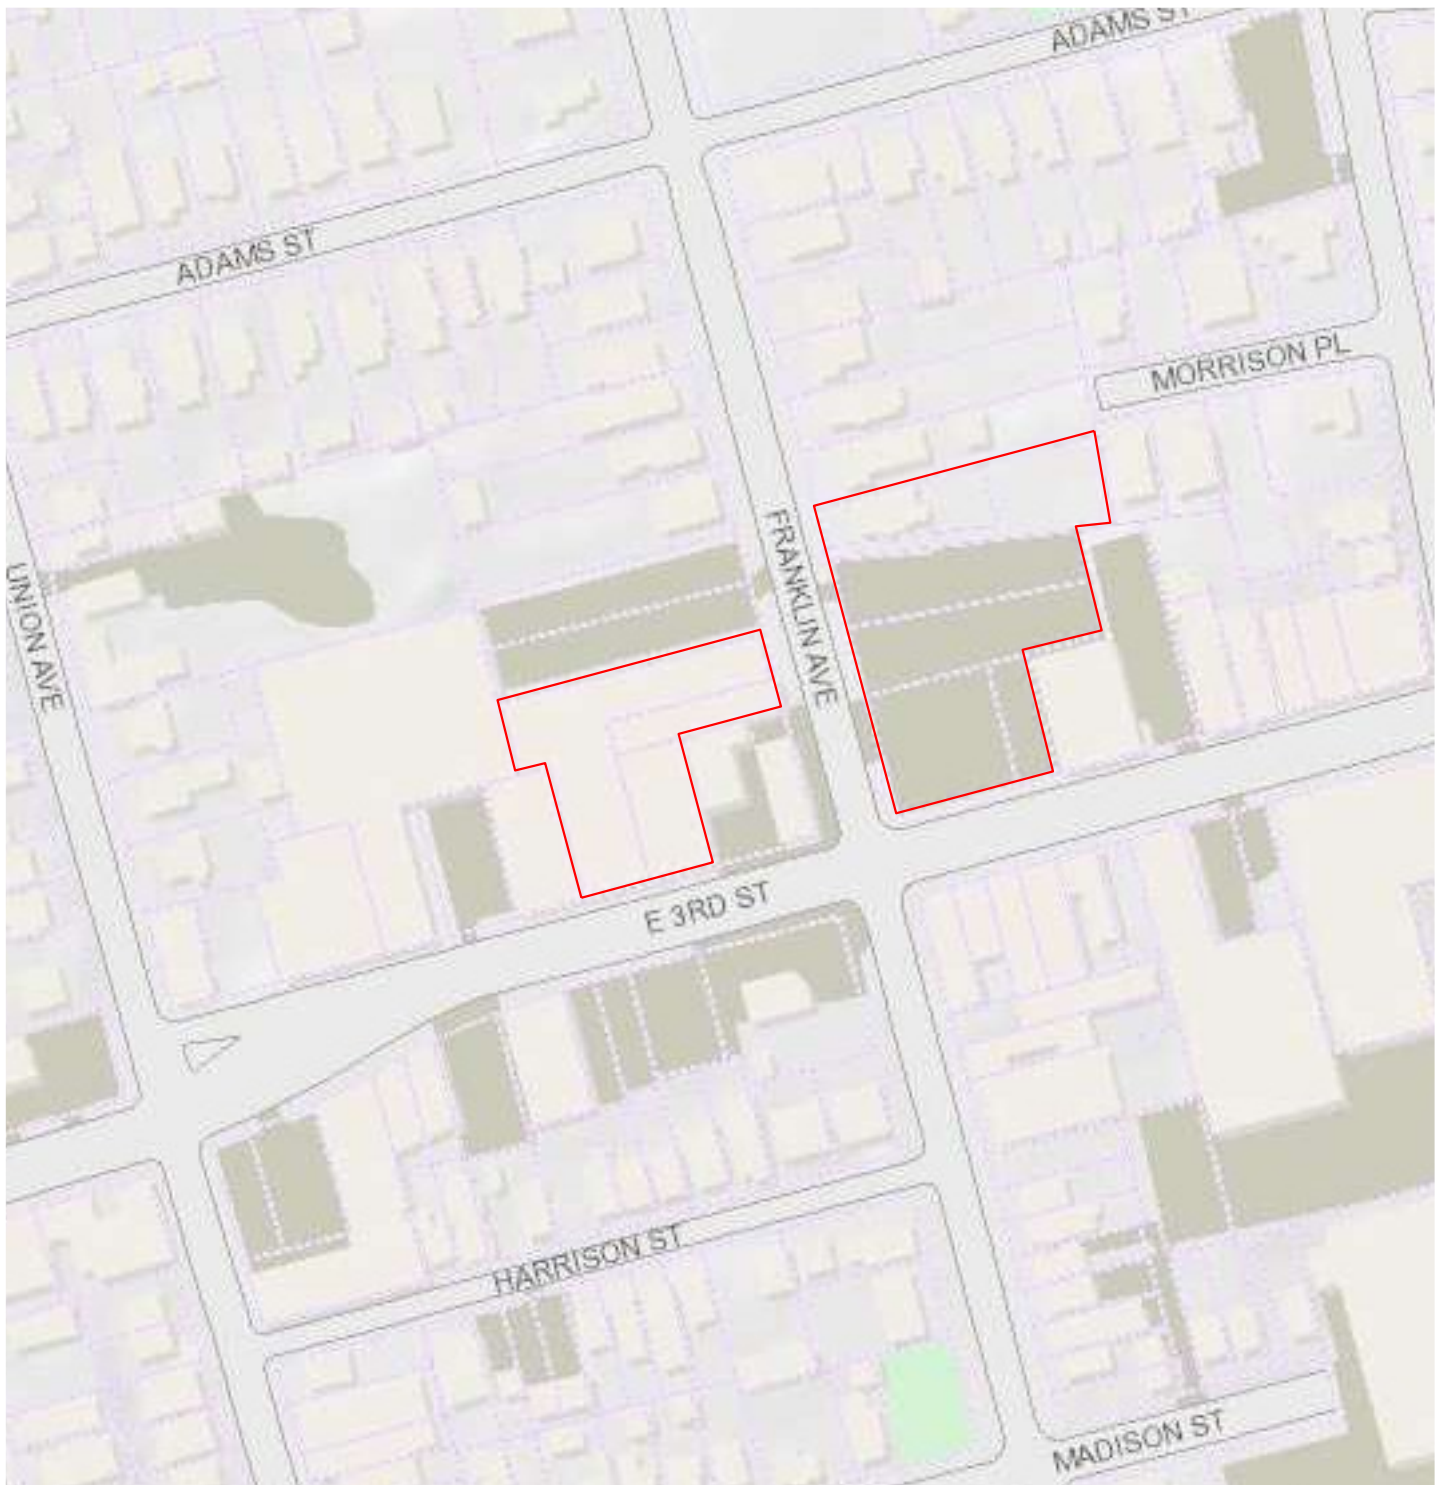 ADAMS ST
ADAMS ST
MORRISON PL
FRANKLIN AVE
UNION AVE
E 3RD ST
HARRISON ST
MADISON ST